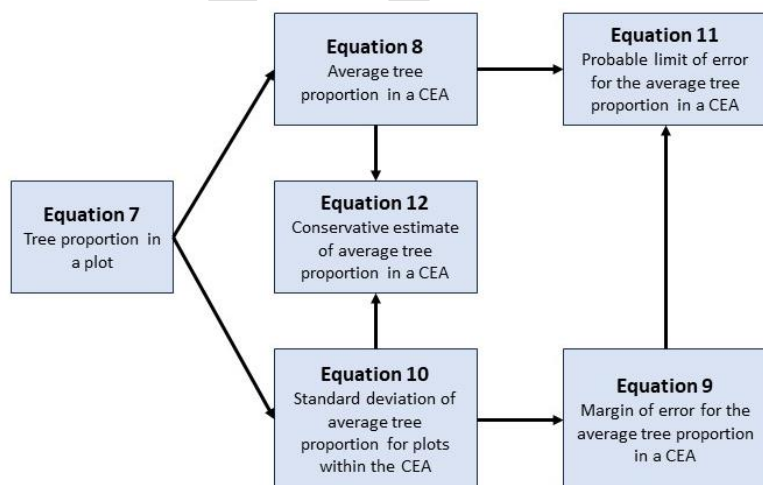 Equation 8
Average tree
proportion in a CEA
Equation 11
Probable limit of error
for the average tree
proportion in a CEA
Equation 7
Tree proportion in
a plot
Equation 12
Conservative estimate
of average tree
proportion in a CEA
Equation 10
Standard deviation of
average tree
proportion for plots
within the CEA
Equation 9
Margin of error for the
average tree proportion
in a CEA